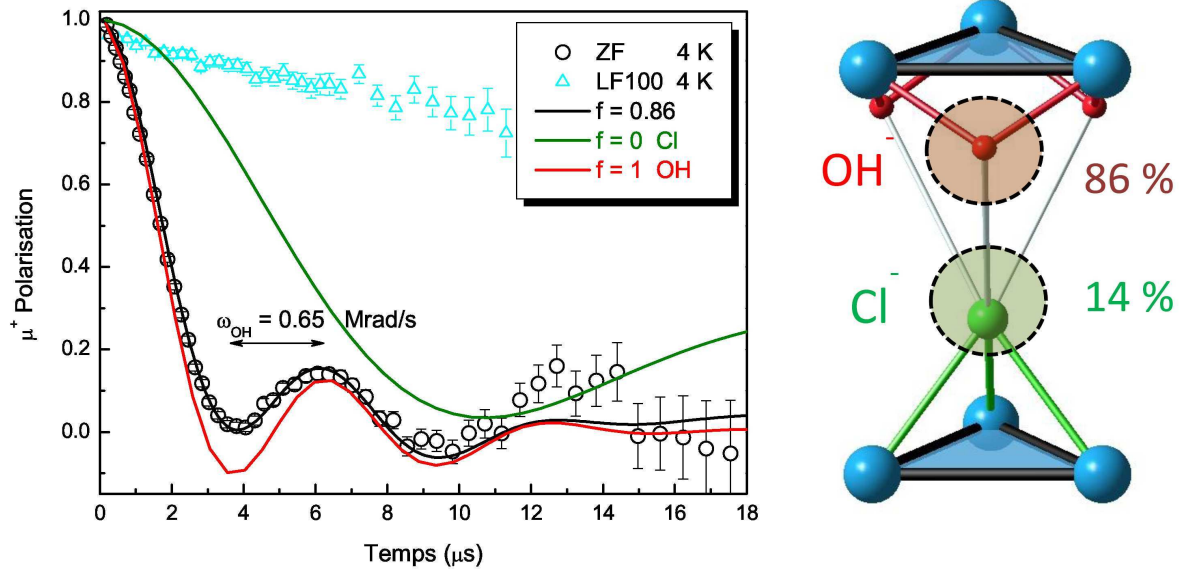 1.0
0.8
0.6
0.4
0.2
0.0
0 2 4 6 8 10 12 14 16 18
μ⁺ Polarisation
Temps (μs)
ZF 4 K
LF100 4 K
f = 0.86
f = 0 Cl
f = 1 OH
ω_OH = 0.65 Mrad/s
OH⁻
86 %
Cl⁻
14 %